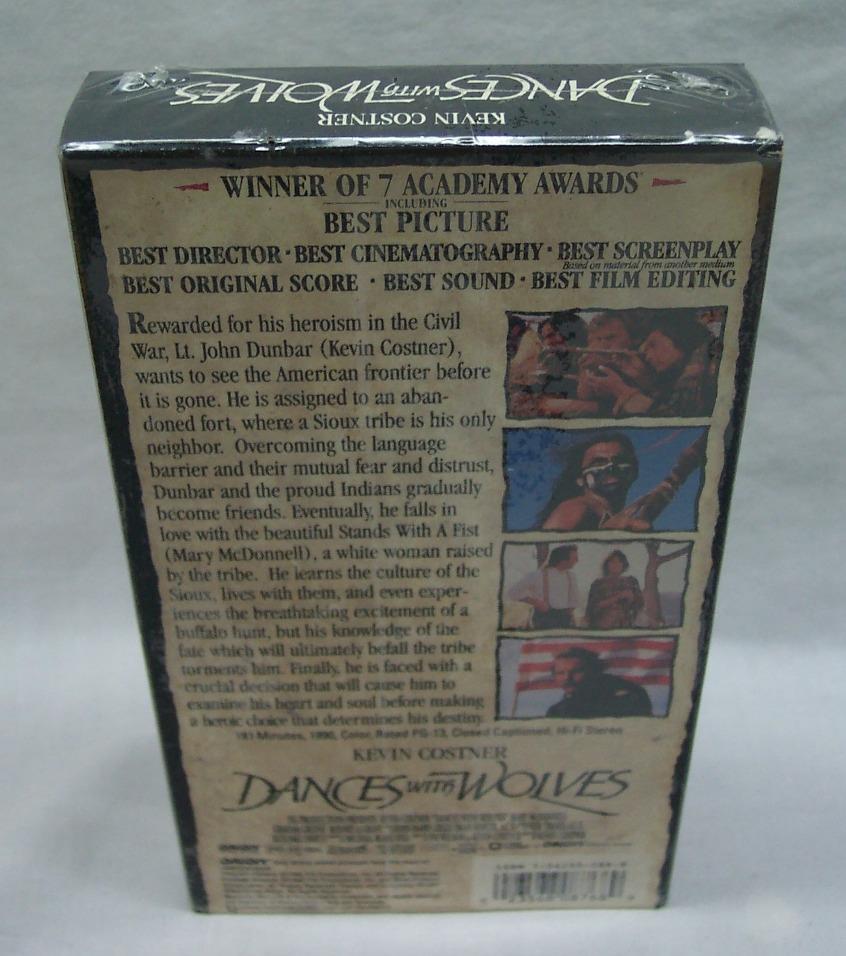 DANCES WITH WOLVES
KEVIN COSTNER
WINNER OF 7 ACADEMY AWARDS
INCLUDING
BEST PICTURE
BEST DIRECTOR · BEST CINEMATOGRAPHY · BEST SCREENPLAY
Based on material from another medium
BEST ORIGINAL SCORE · BEST SOUND · BEST FILM EDITING
Rewarded for his heroism in the Civil
War, Lt. John Dunbar (Kevin Costner),
wants to see the American frontier before
it is gone. He is assigned to an aban-
doned fort, where a Sioux tribe is his only
neighbor. Overcoming the language
barrier and their mutual fear and distrust,
Dunbar and the proud Indians gradually
become friends. Eventually, he falls in
love with the beautiful Stands With A Fist
(Mary McDonnell), a white woman raised
by the tribe. He learns the culture of the
Sioux, lives with them, and even exper-
iences the breathtaking excitement of a
buffalo hunt, but his knowledge of the
fate which will ultimately befall the tribe
torments him. Finally, he is faced with a
crucial decision that will cause him to
examine his heart and soul before making
a heroic choice that determines his destiny.
181 Minutes, 1990, Color, Rated PG-13, Closed Captioned, Hi-Fi Stereo
KEVIN COSTNER
DANCES WITH WOLVES
ORION